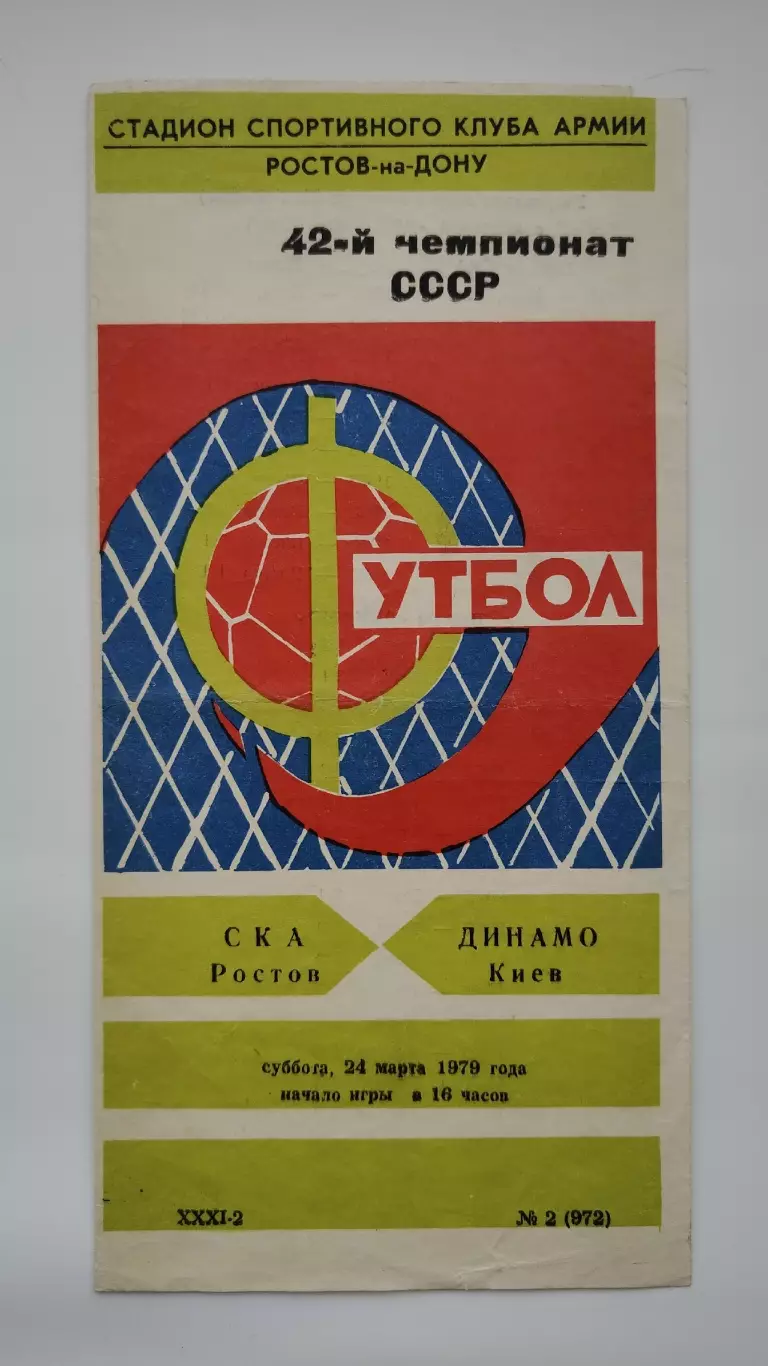 СТАДИОН СПОРТИВНОГО КЛУБА АРМИИ
РОСТОВ-на-ДОНУ
42-й чемпионат
СССР
ФУТБОЛ
СКА
Ростов
ДИНАМО
Киев
суббота, 24 марта 1979 года
начало игры в 16 часов
XXXI-2
№ 2 (972)